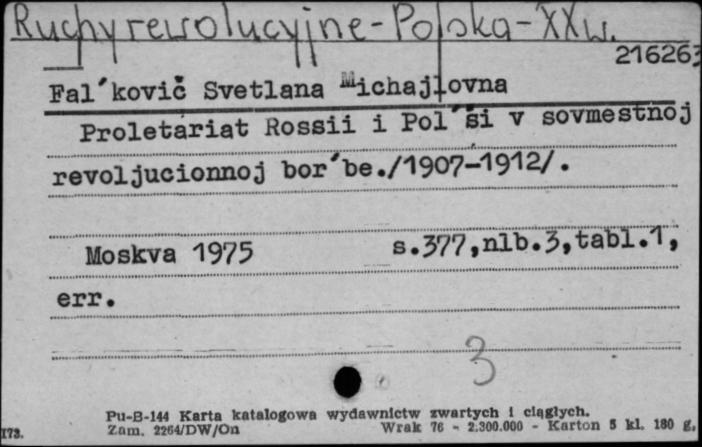 Ruchy rewolucyjne - Polska - XX w.
216263
Fal´kovič Svetlana Michajlovna
Proletariat Rossii i Pol´ši v sovmestnoj
revoljucionnoj bor´be./1907-1912/.
Moskva 1975 s.377,nlb.3,tabl.1,
err.
3
Pu-B-144 Karta katalogowa wydawnictw zwartych i ciągłych.
173. Zam. 2264/DW/On Wrak 76 - 2.300.000 - Karton 5 kl. 180 g.